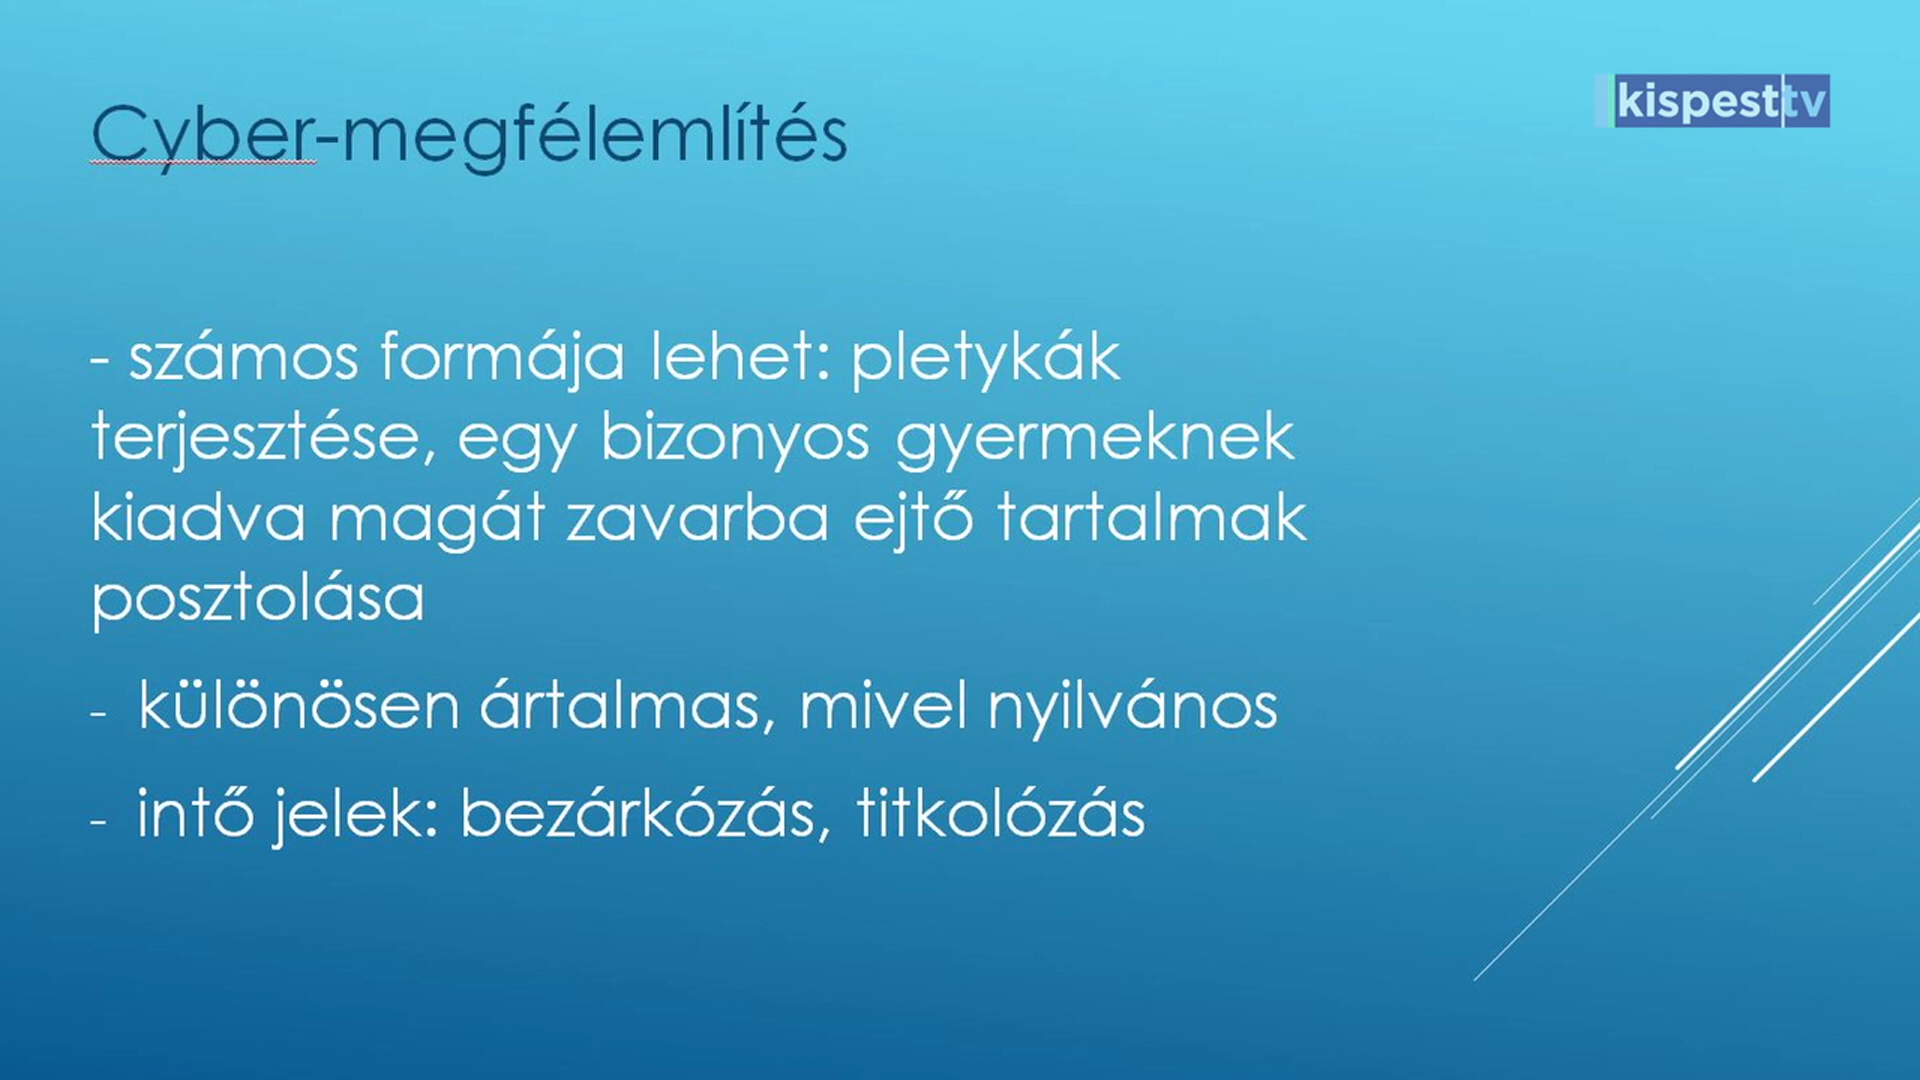 Cyber-megfélemlítés
kispesttv
- számos formája lehet: pletykák
terjesztése, egy bizonyos gyermeknek
kiadva magát zavarba ejtő tartalmak
posztolása
- különösen ártalmas, mivel nyilvános
- intő jelek: bezárkózás, titkolózás